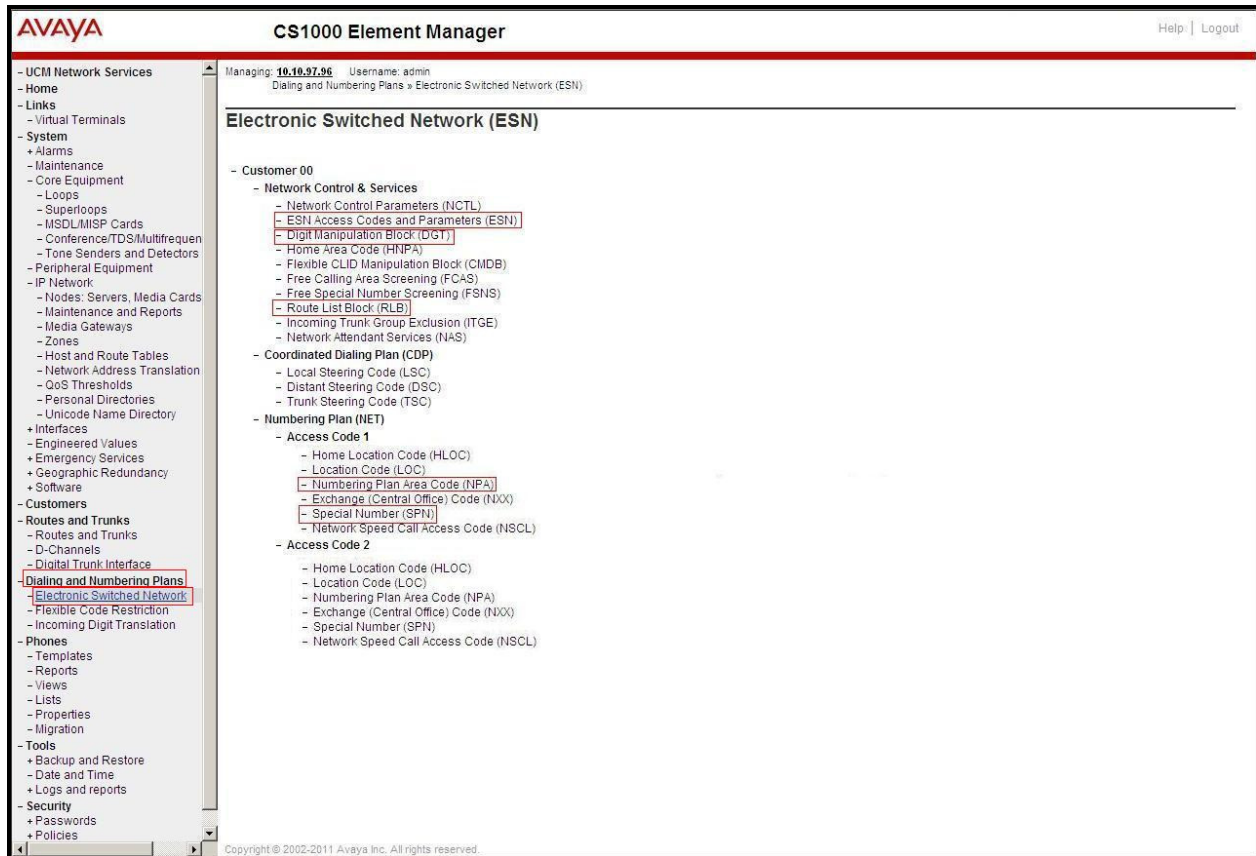 AVAYA
CS1000 Element Manager
Help | Logout
- UCM Network Services
- Home
- Links
- Virtual Terminals
- System
+ Alarms
- Maintenance
- Core Equipment
- Loops
- Superloops
- MSDL/MISP Cards
- Conference/TDS/Multifrequen
- Tone Senders and Detectors
- Peripheral Equipment
- IP Network
- Nodes: Servers, Media Cards
- Maintenance and Reports
- Media Gateways
- Zones
- Host and Route Tables
- Network Address Translation
- QoS Thresholds
- Personal Directories
- Unicode Name Directory
+ Interfaces
- Engineered Values
+ Emergency Services
+ Geographic Redundancy
+ Software
- Customers
- Routes and Trunks
- Routes and Trunks
- D-Channels
- Digital Trunk Interface
- Dialing and Numbering Plans
- Electronic Switched Network
- Flexible Code Restriction
- Incoming Digit Translation
- Phones
- Templates
- Reports
- Views
- Lists
- Properties
- Migration
- Tools
+ Backup and Restore
- Date and Time
+ Logs and reports
- Security
+ Passwords
+ Policies
Managing: 10.10.97.96 Username: admin
Dialing and Numbering Plans » Electronic Switched Network (ESN)
Electronic Switched Network (ESN)
- Customer 00
- Network Control & Services
- Network Control Parameters (NCTL)
- ESN Access Codes and Parameters (ESN)
- Digit Manipulation Block (DGT)
- Home Area Code (HNPA)
- Flexible CLID Manipulation Block (CMDB)
- Free Calling Area Screening (FCAS)
- Free Special Number Screening (FSNS)
- Route List Block (RLB)
- Incoming Trunk Group Exclusion (ITGE)
- Network Attendant Services (NAS)
- Coordinated Dialing Plan (CDP)
- Local Steering Code (LSC)
- Distant Steering Code (DSC)
- Trunk Steering Code (TSC)
- Numbering Plan (NET)
- Access Code 1
- Home Location Code (HLOC)
- Location Code (LOC)
- Numbering Plan Area Code (NPA)
- Exchange (Central Office) Code (NXX)
- Special Number (SPN)
- Network Speed Call Access Code (NSCL)
- Access Code 2
- Home Location Code (HLOC)
- Location Code (LOC)
- Numbering Plan Area Code (NPA)
- Exchange (Central Office) Code (NXX)
- Special Number (SPN)
- Network Speed Call Access Code (NSCL)
Copyright © 2002-2011 Avaya Inc. All rights reserved.